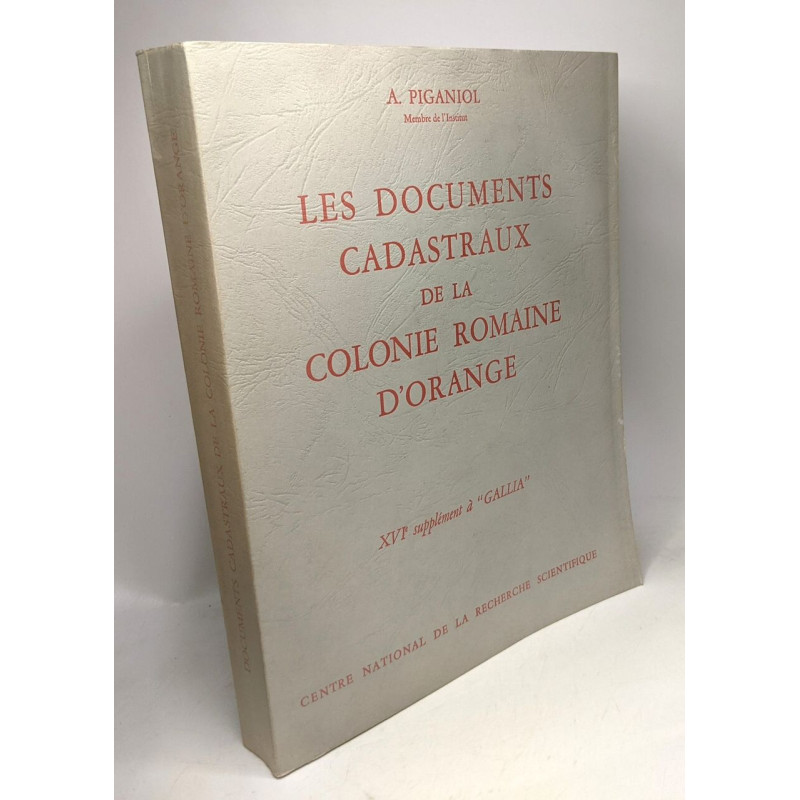 A. PIGANIOL
Membre de l'Institut
LES DOCUMENTS
CADASTRAUX
DE LA
COLONIE ROMAINE
D'ORANGE
XVIe supplément à "GALLIA"
CENTRE NATIONAL DE LA RECHERCHE SCIENTIFIQUE
DOCUMENTS CADASTRAUX DE LA COLONIE ROMAINE D'ORANGE